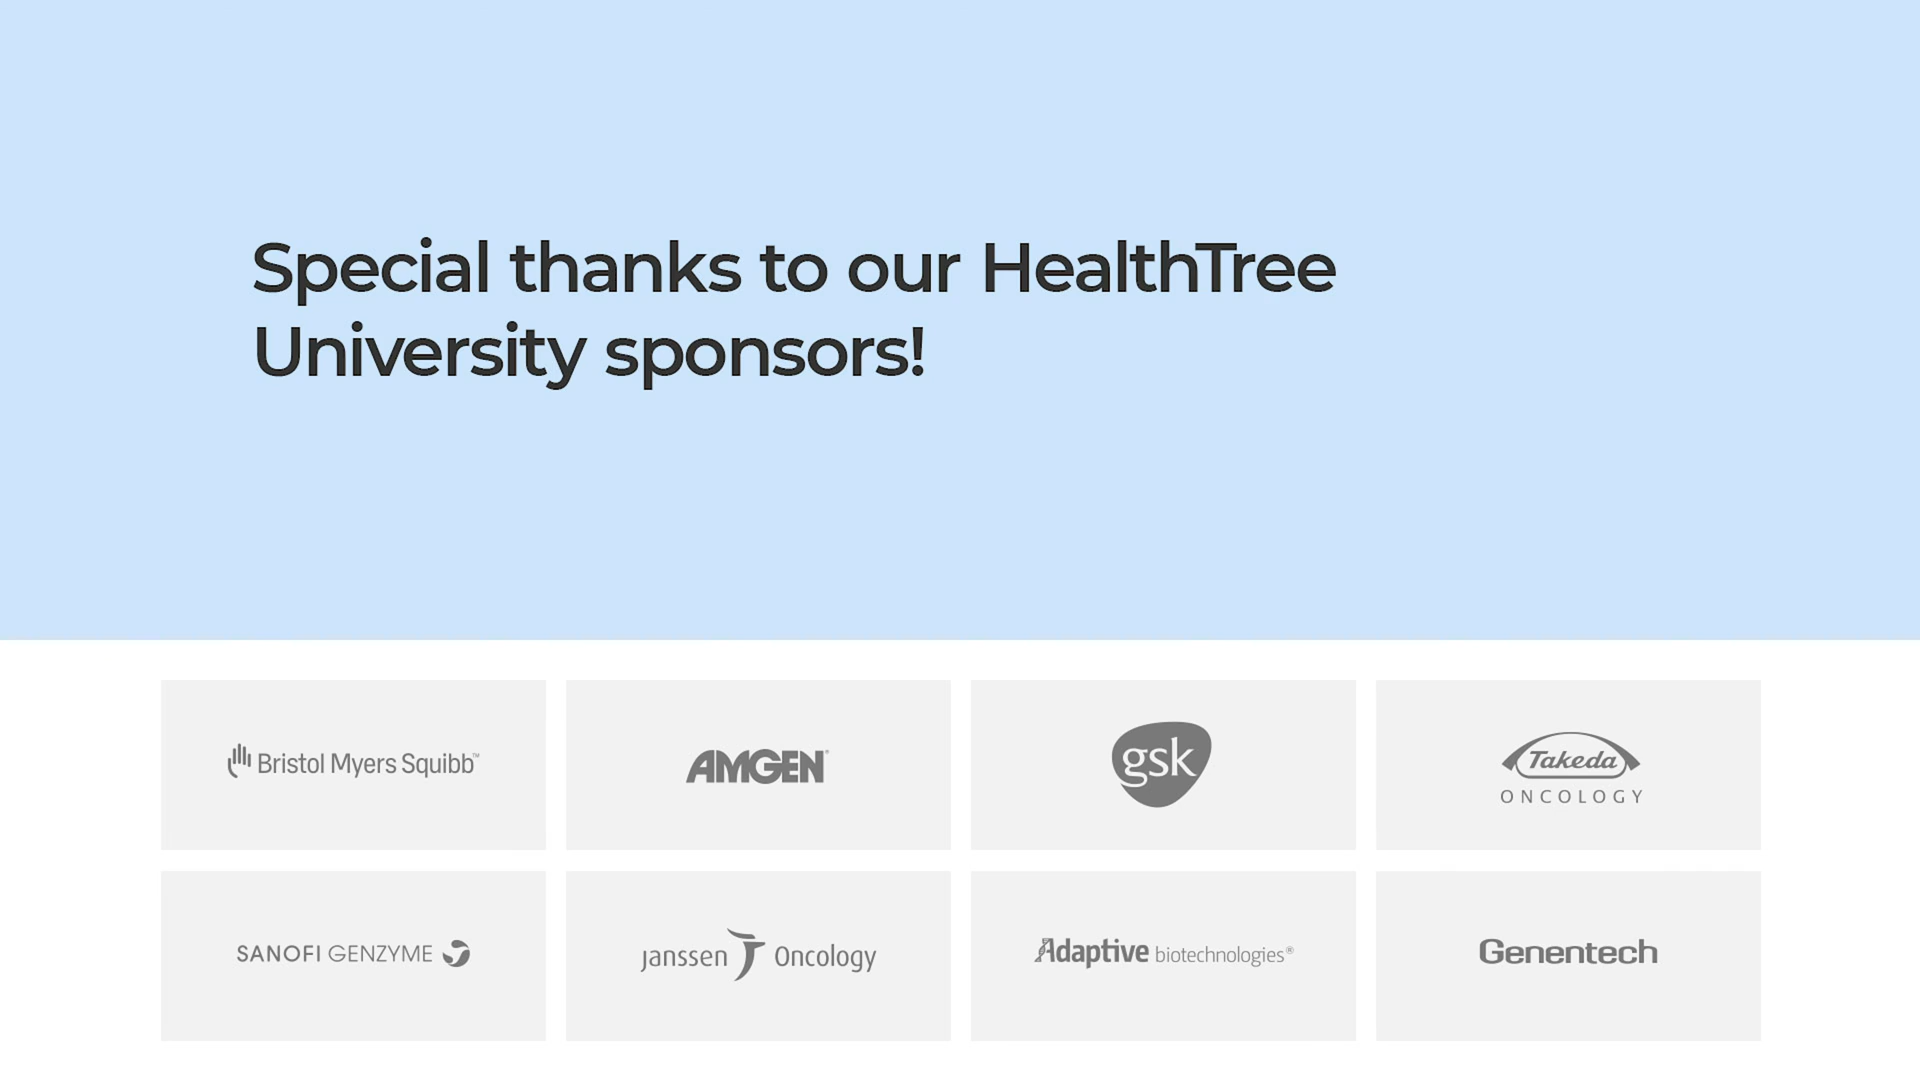 Special thanks to our HealthTree
University sponsors!
Bristol Myers Squibb™
AMGEN®
gsk
Takeda
ONCOLOGY
SANOFI GENZYME
janssen Oncology
Adaptive biotechnologies®
Genentech